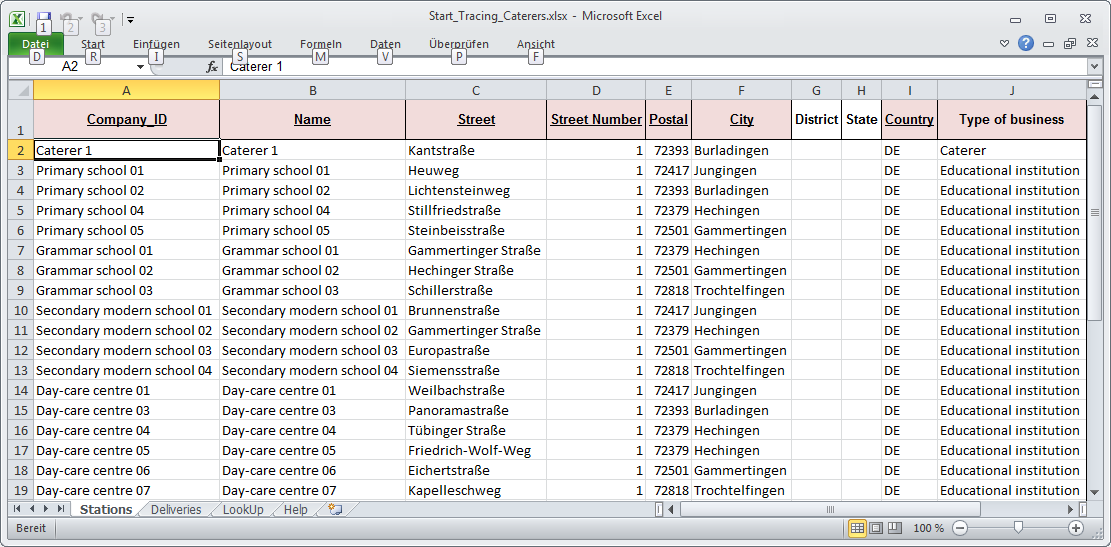 Start_Tracing_Caterers.xlsx - Microsoft Excel
1 2 3
Datei Start Einfügen Seitenlayout Formeln Daten Überprüfen Ansicht
D R I S M V P F
A2 fx Caterer 1
A B C D E F G H I J
1 Company_ID Name Street Street Number Postal City District State Country Type of business
2 Caterer 1 Caterer 1 Kantstraße 1 72393 Burladingen DE Caterer
3 Primary school 01 Primary school 01 Heuweg 1 72417 Jungingen DE Educational institution
4 Primary school 02 Primary school 02 Lichtensteinweg 1 72393 Burladingen DE Educational institution
5 Primary school 04 Primary school 04 Stillfriedstraße 1 72379 Hechingen DE Educational institution
6 Primary school 05 Primary school 05 Steinbeisstraße 1 72501 Gammertingen DE Educational institution
7 Grammar school 01 Grammar school 01 Gammertinger Straße 1 72379 Hechingen DE Educational institution
8 Grammar school 02 Grammar school 02 Hechinger Straße 1 72501 Gammertingen DE Educational institution
9 Grammar school 03 Grammar school 03 Schillerstraße 1 72818 Trochtelfingen DE Educational institution
10 Secondary modern school 01 Secondary modern school 01 Brunnenstraße 1 72417 Jungingen DE Educational institution
11 Secondary modern school 02 Secondary modern school 02 Gammertinger Straße 1 72379 Hechingen DE Educational institution
12 Secondary modern school 03 Secondary modern school 03 Europastraße 1 72501 Gammertingen DE Educational institution
13 Secondary modern school 04 Secondary modern school 04 Siemensstraße 1 72818 Trochtelfingen DE Educational institution
14 Day-care centre 01 Day-care centre 01 Weilbachstraße 1 72417 Jungingen DE Educational institution
15 Day-care centre 03 Day-care centre 03 Panoramastraße 1 72393 Burladingen DE Educational institution
16 Day-care centre 04 Day-care centre 04 Tübinger Straße 1 72379 Hechingen DE Educational institution
17 Day-care centre 05 Day-care centre 05 Friedrich-Wolf-Weg 1 72379 Hechingen DE Educational institution
18 Day-care centre 06 Day-care centre 06 Eichertstraße 1 72501 Gammertingen DE Educational institution
19 Day-care centre 07 Day-care centre 07 Kapelleschweg 1 72818 Trochtelfingen DE Educational institution
Stations Deliveries LookUp Help
Bereit 100 %